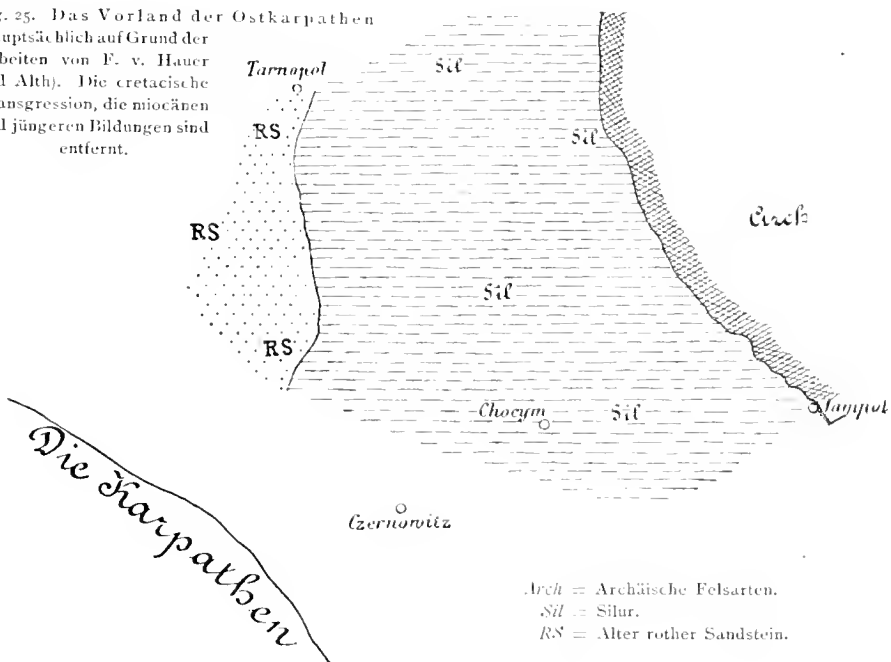 . 25. Das Vorland der Ostkarpathen
uptsächlich auf Grund der
beiten von F. v. Hauer
d Alth). Die cretacische
ansgression, die miocänen
d jüngeren Bildungen sind
entfernt.
Tarnopol
Sil
RS
Sil
Arch
RS
Sil
RS
Chocym
Sil
Jampol
Die Karpathen
Czernowitz
Arch = Archäische Felsarten.
Sil = Silur.
RS = Alter rother Sandstein.